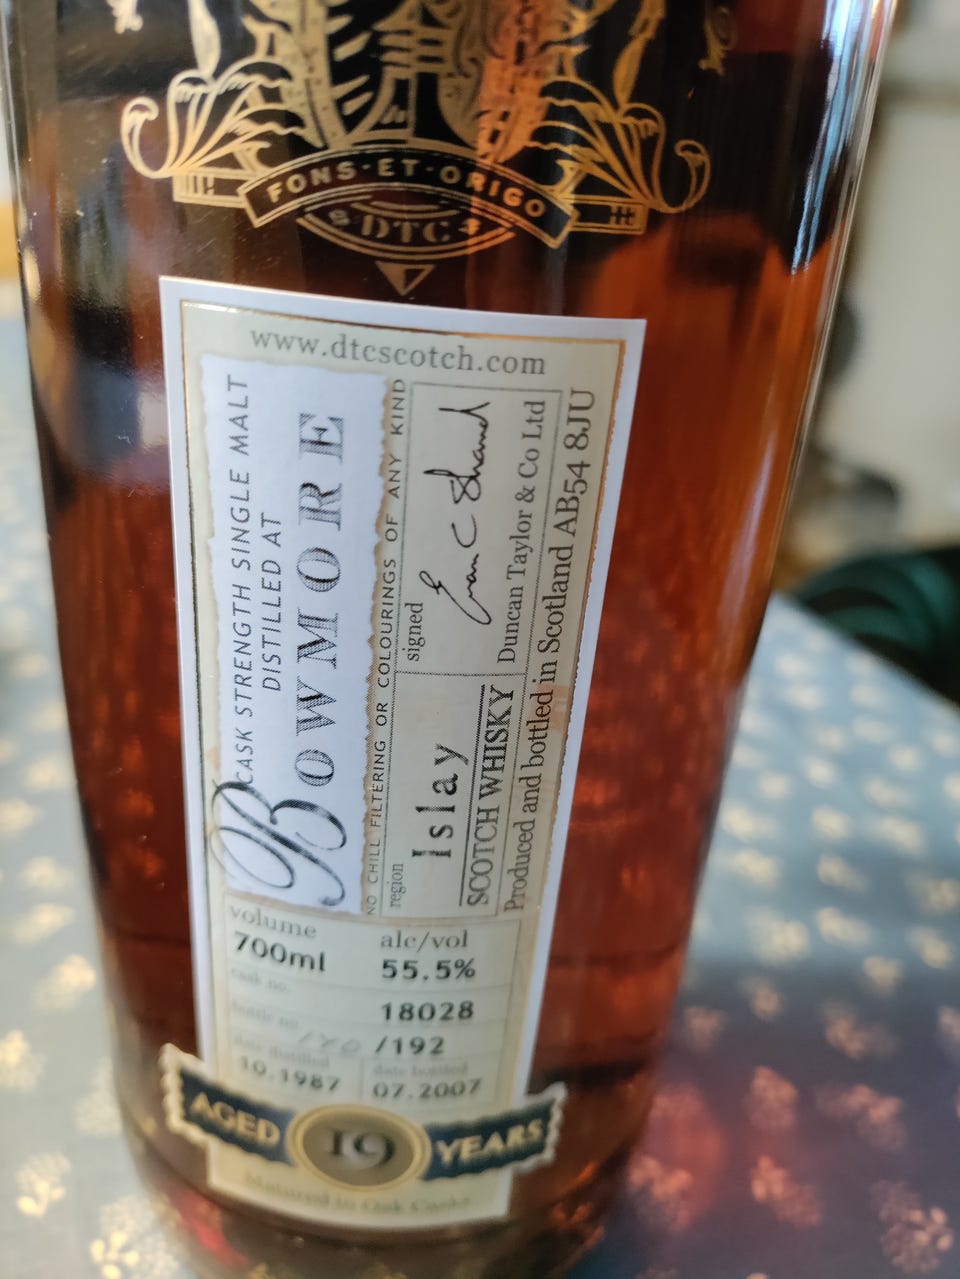 FONS·ET·ORIGO
DTC
www.dtcscotch.com
CASK STRENGTH SINGLE MALT
DISTILLED AT
BOWMORE
NO CHILL FILTERING OR COLOURINGS OF ANY KIND
region
Islay
SCOTCH WHISKY
signed
Euan C Shand
Duncan Taylor & Co Ltd
Produced and bottled in Scotland AB54 8JU
volume
700ml
alc/vol
55.5%
cask no.
18028
bottle no.
/192
date distilled
10.1987
date bottled
07.2007
AGED 19 YEARS
Matured in Oak Casks